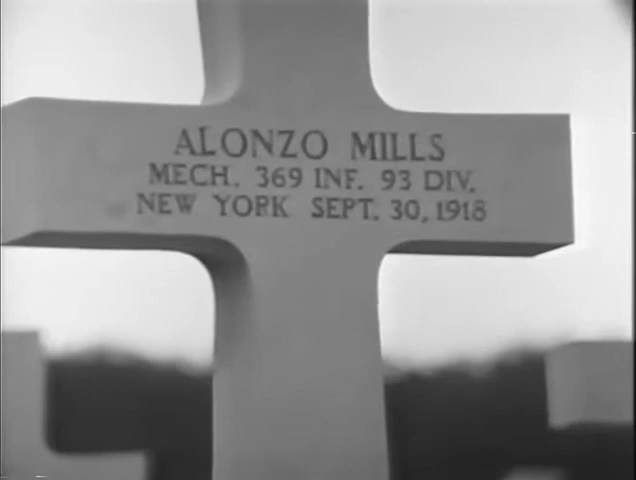 ALONZO MILLS
MECH. 369 INF. 93 DIV.
NEW YORK SEPT. 30, 1918